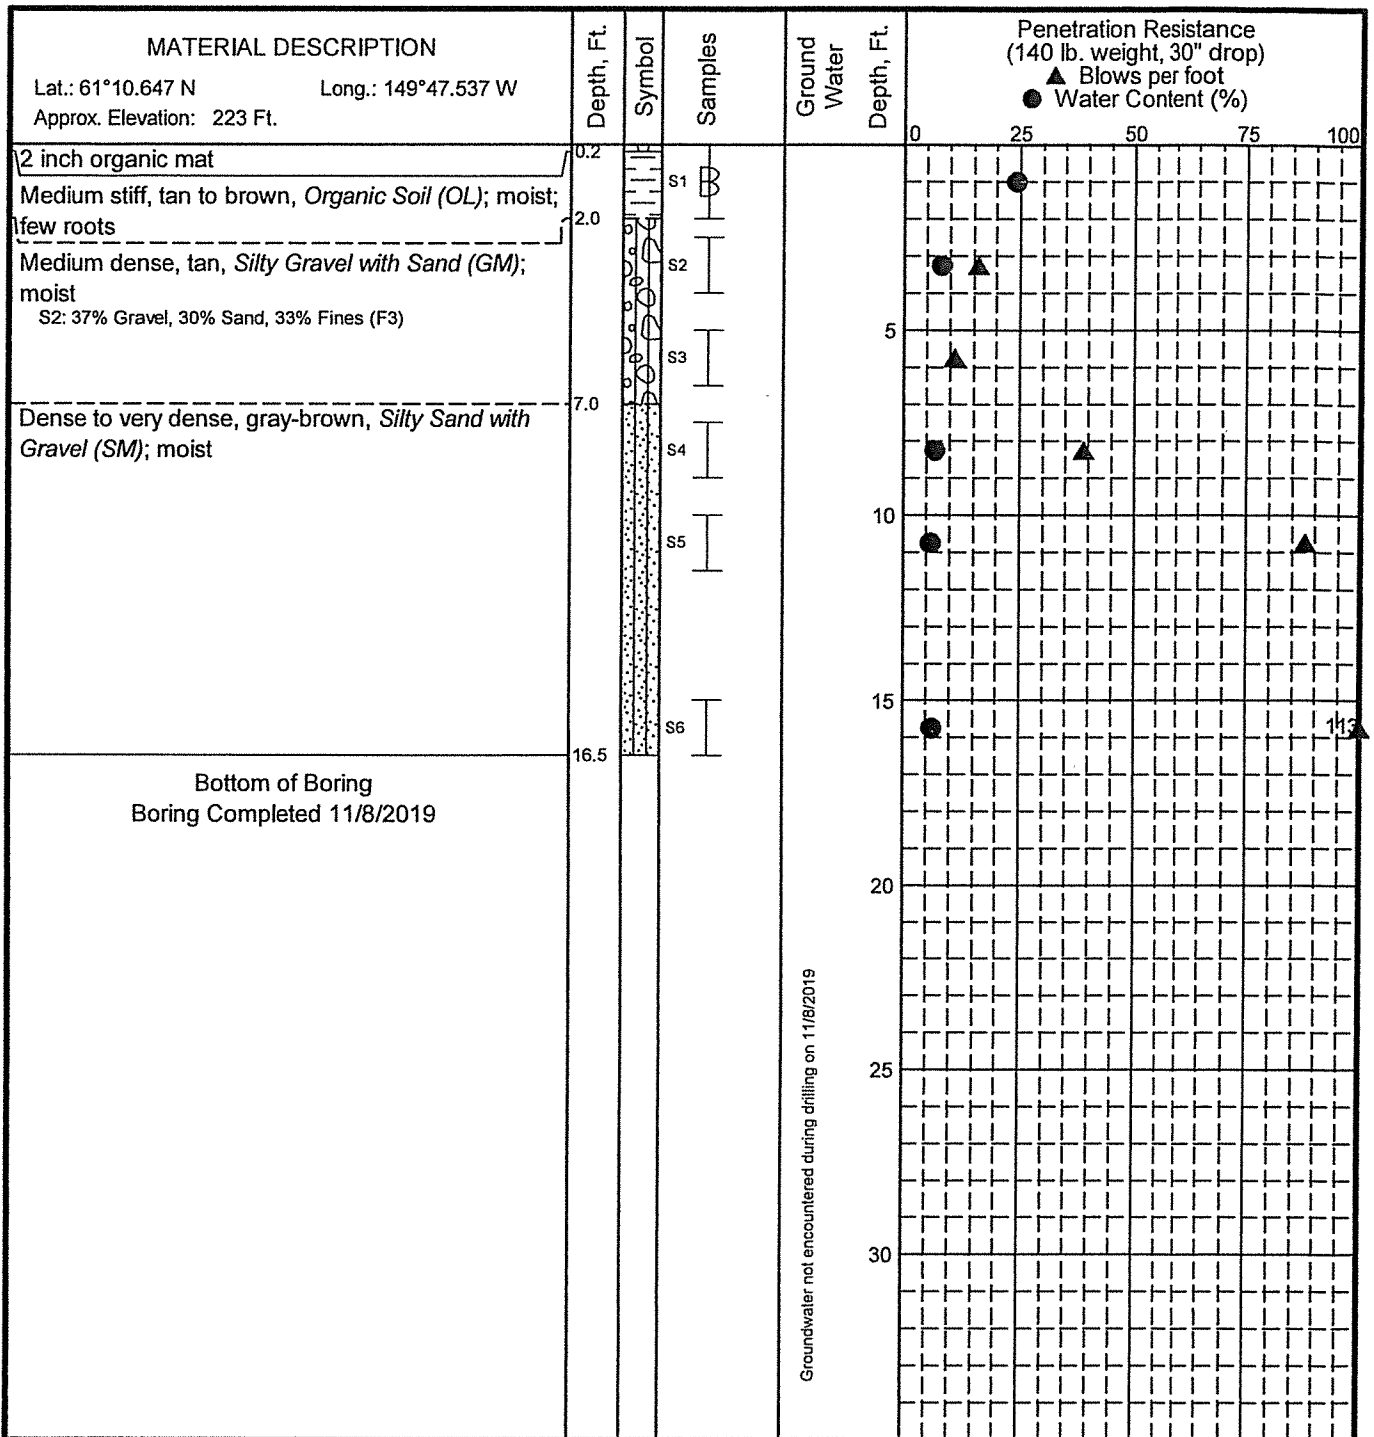 MATERIAL DESCRIPTION
Lat.: 61°10.647 N Long.: 149°47.537 W
Approx. Elevation: 223 Ft.
Depth, Ft.
Symbol
Samples
Ground
Water
Depth, Ft.
Penetration Resistance
(140 lb. weight, 30" drop)
▲ Blows per foot
● Water Content (%)
0 25 50 75 100
2 inch organic mat
0.2
Medium stiff, tan to brown, Organic Soil (OL); moist;
few roots
S1
2.0
Medium dense, tan, Silty Gravel with Sand (GM);
moist
S2: 37% Gravel, 30% Sand, 33% Fines (F3)
S2
5
S3
7.0
Dense to very dense, gray-brown, Silty Sand with
Gravel (SM); moist
S4
10
S5
15
S6
113
16.5
Bottom of Boring
Boring Completed 11/8/2019
20
25
30
Groundwater not encountered during drilling on 11/8/2019